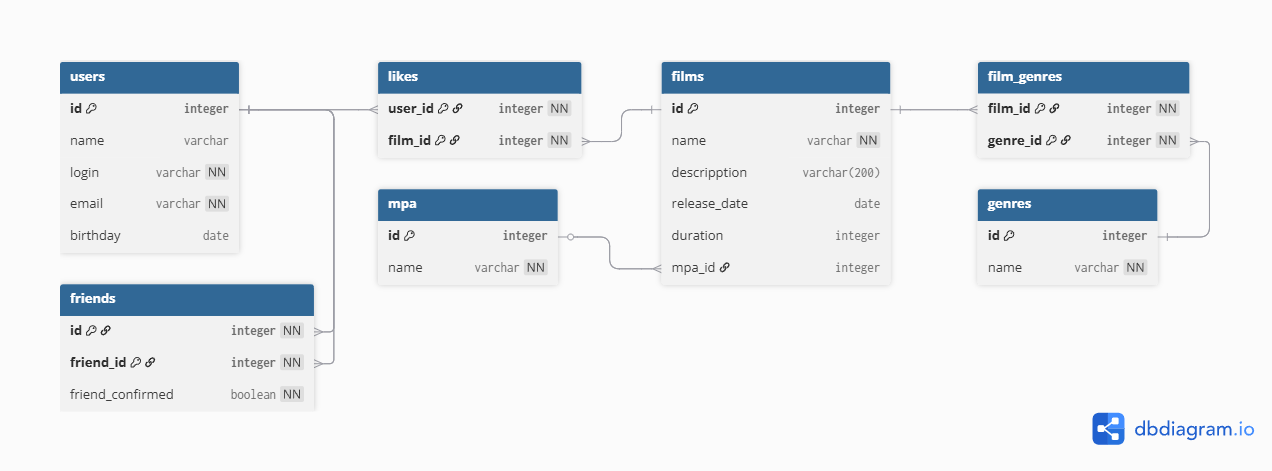 users
id integer
name varchar
login varchar NN
email varchar NN
birthday date
friends
id integer NN
friend_id integer NN
friend_confirmed boolean NN
likes
user_id integer NN
film_id integer NN
mpa
id integer
name varchar NN
films
id integer
name varchar NN
descripption varchar(200)
release_date date
duration integer
mpa_id integer
film_genres
film_id integer NN
genre_id integer NN
genres
id integer
name varchar NN
dbdiagram.io